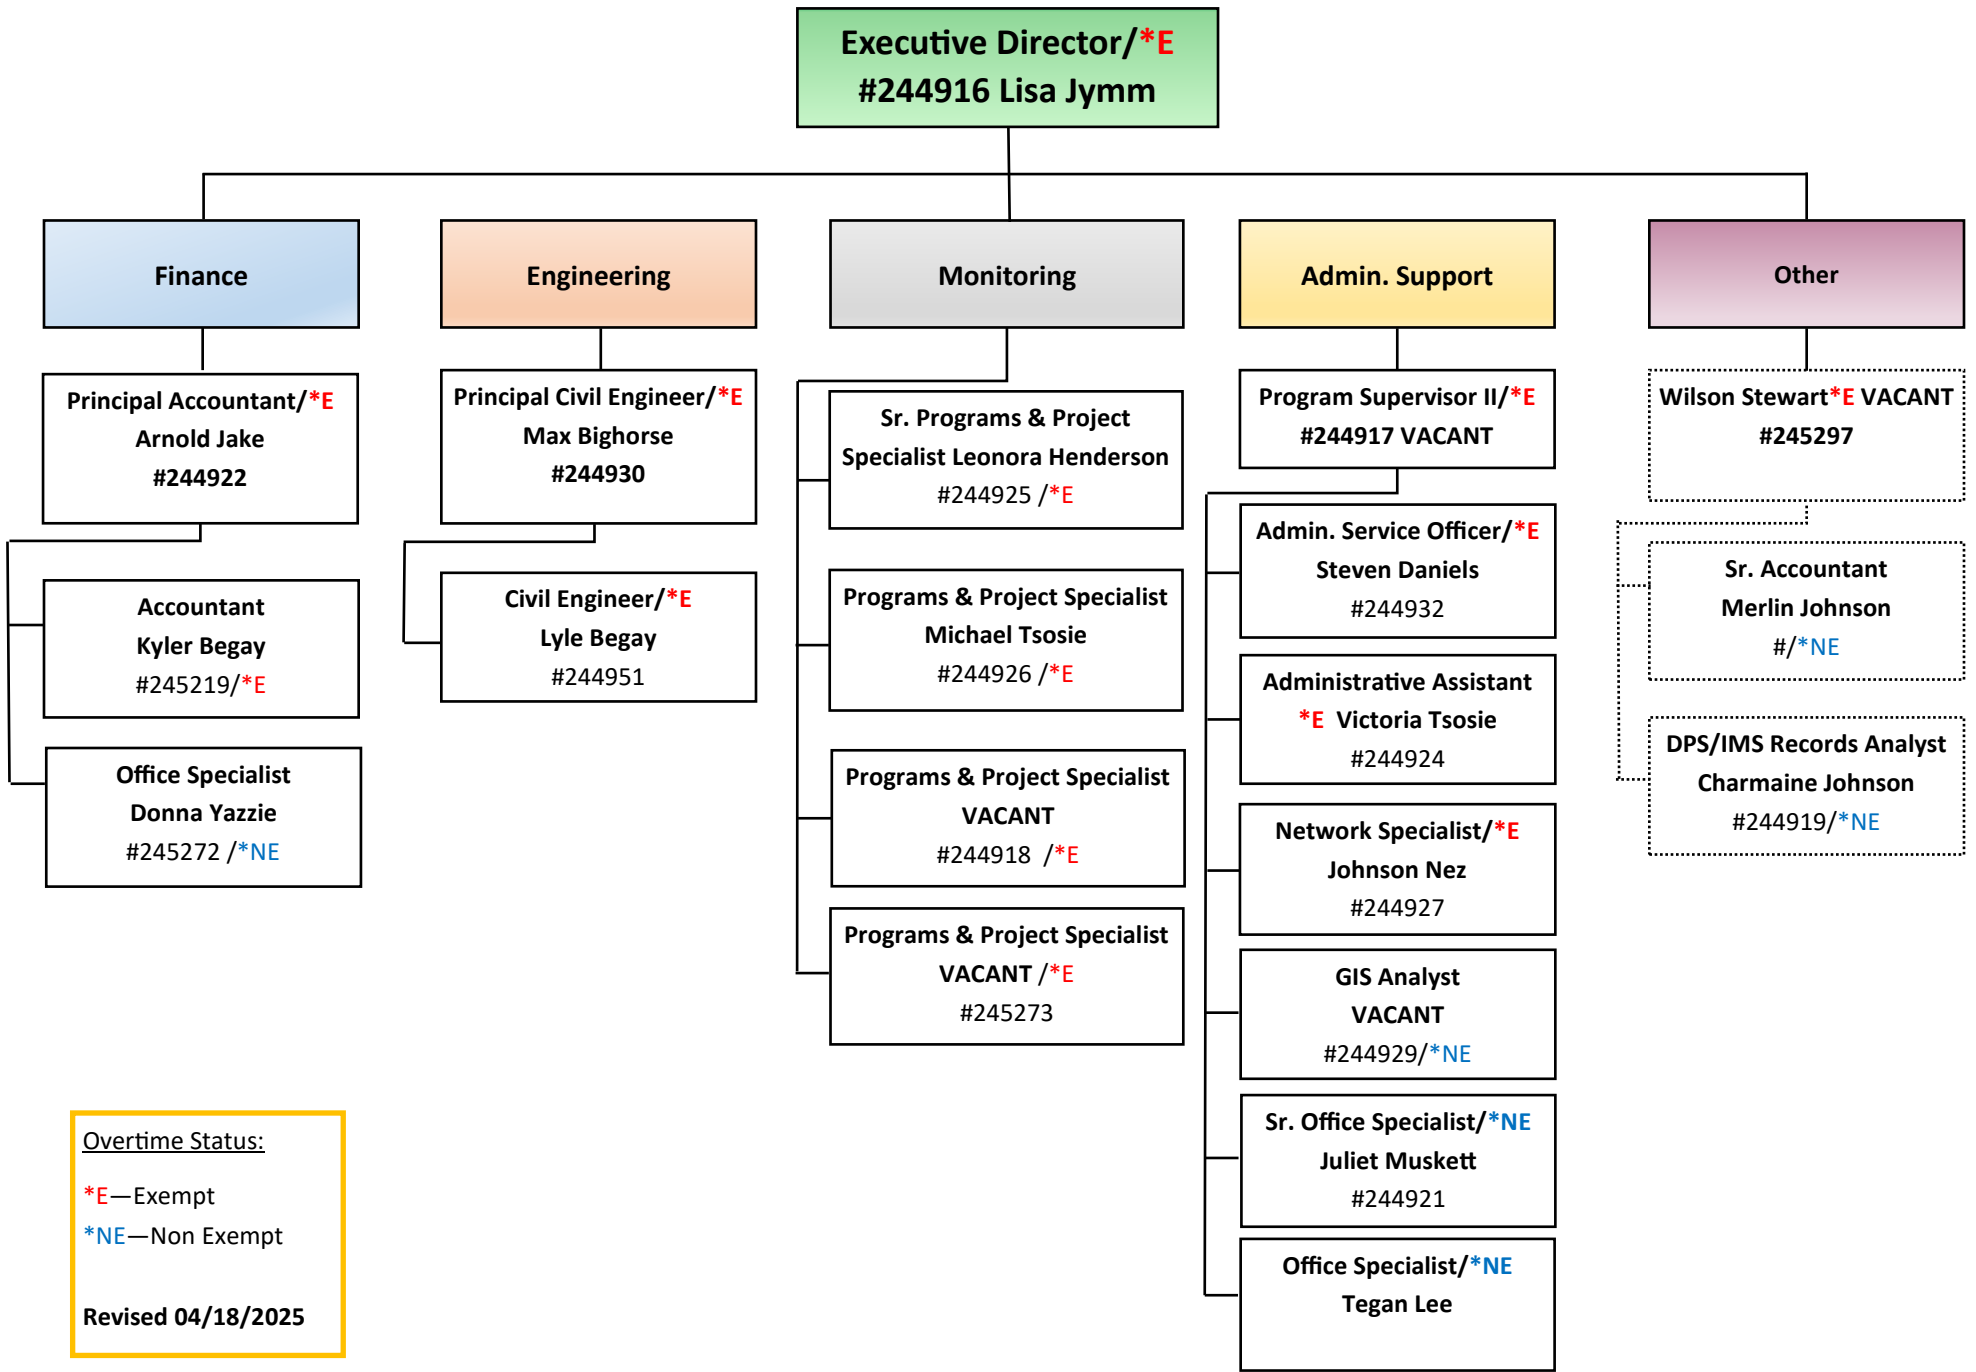 Executive Director/*E
#244916 Lisa Jymm
Finance
Principal Accountant/*E
Arnold Jake
#244922
Accountant
Kyler Begay
#245219/*E
Office Specialist
Donna Yazzie
#245272 /*NE
Engineering
Principal Civil Engineer/*E
Max Bighorse
#244930
Civil Engineer/*E
Lyle Begay
#244951
Monitoring
Sr. Programs & Project
Specialist Leonora Henderson
#244925 /*E
Programs & Project Specialist
Michael Tsosie
#244926 /*E
Programs & Project Specialist
VACANT
#244918 /*E
Programs & Project Specialist
VACANT /*E
#245273
Admin. Support
Program Supervisor II/*E
#244917 VACANT
Admin. Service Officer/*E
Steven Daniels
#244932
Administrative Assistant
*E Victoria Tsosie
#244924
Network Specialist/*E
Johnson Nez
#244927
GIS Analyst
VACANT
#244929/*NE
Sr. Office Specialist/*NE
Juliet Muskett
#244921
Office Specialist/*NE
Tegan Lee
Other
Wilson Stewart*E VACANT
#245297
Sr. Accountant
Merlin Johnson
#/*NE
DPS/IMS Records Analyst
Charmaine Johnson
#244919/*NE
Overtime Status:
*E—Exempt
*NE—Non Exempt
Revised 04/18/2025